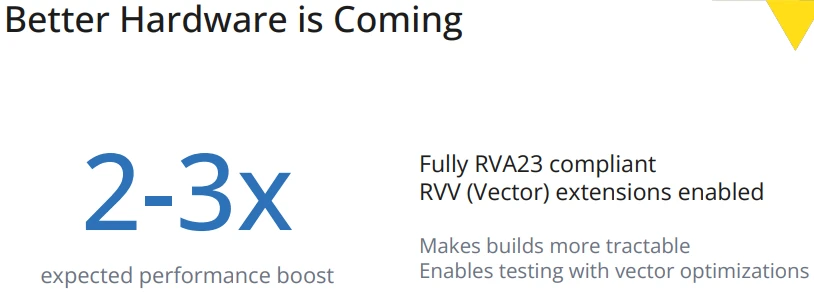 Better Hardware is Coming
2-3x
expected performance boost
Fully RVA23 compliant
RVV (Vector) extensions enabled
Makes builds more tractable
Enables testing with vector optimizations